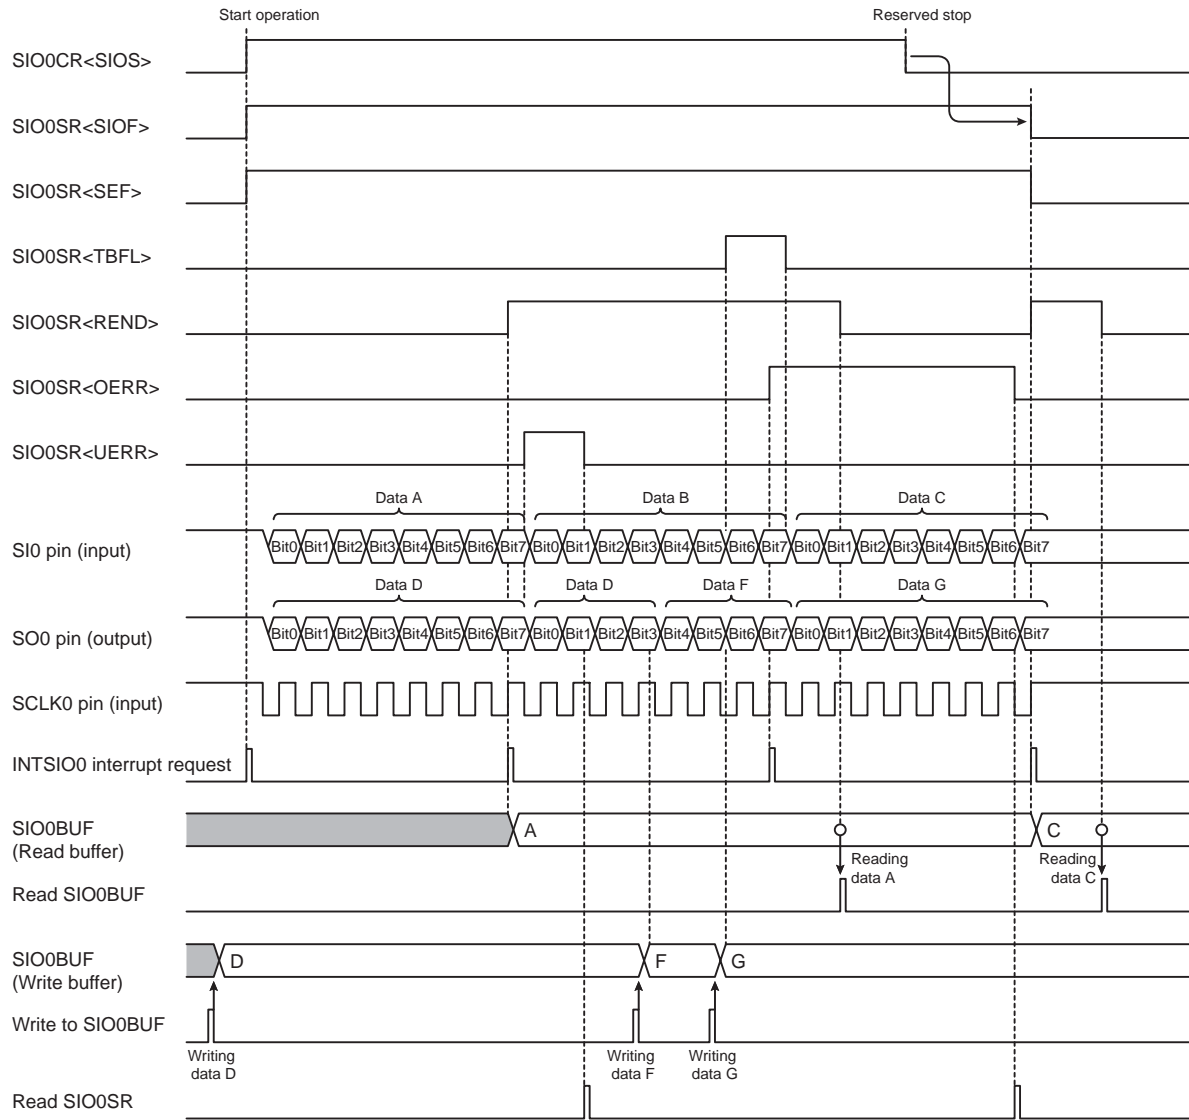 Start operation Reserved stop
SIO0CR<SIOS>
SIO0SR<SIOF>
SIO0SR<SEF>
SIO0SR<TBFL>
SIO0SR<REND>
SIO0SR<OERR>
SIO0SR<UERR>
Data A Data B Data C
SI0 pin (input) Bit0 Bit1 Bit2 Bit3 Bit4 Bit5 Bit6 Bit7 Bit0 Bit1 Bit2 Bit3 Bit4 Bit5 Bit6 Bit7 Bit0 Bit1 Bit2 Bit3 Bit4 Bit5 Bit6 Bit7
Data D Data D Data F Data G
SO0 pin (output) Bit0 Bit1 Bit2 Bit3 Bit4 Bit5 Bit6 Bit7 Bit0 Bit1 Bit2 Bit3 Bit4 Bit5 Bit6 Bit7 Bit0 Bit1 Bit2 Bit3 Bit4 Bit5 Bit6 Bit7
SCLK0 pin (input)
INTSIO0 interrupt request
SIO0BUF A C
(Read buffer)
Reading Reading
data A data C
Read SIO0BUF
SIO0BUF D F G
(Write buffer)
Write to SIO0BUF
Writing Writing Writing
data D data F data G
Read SIO0SR